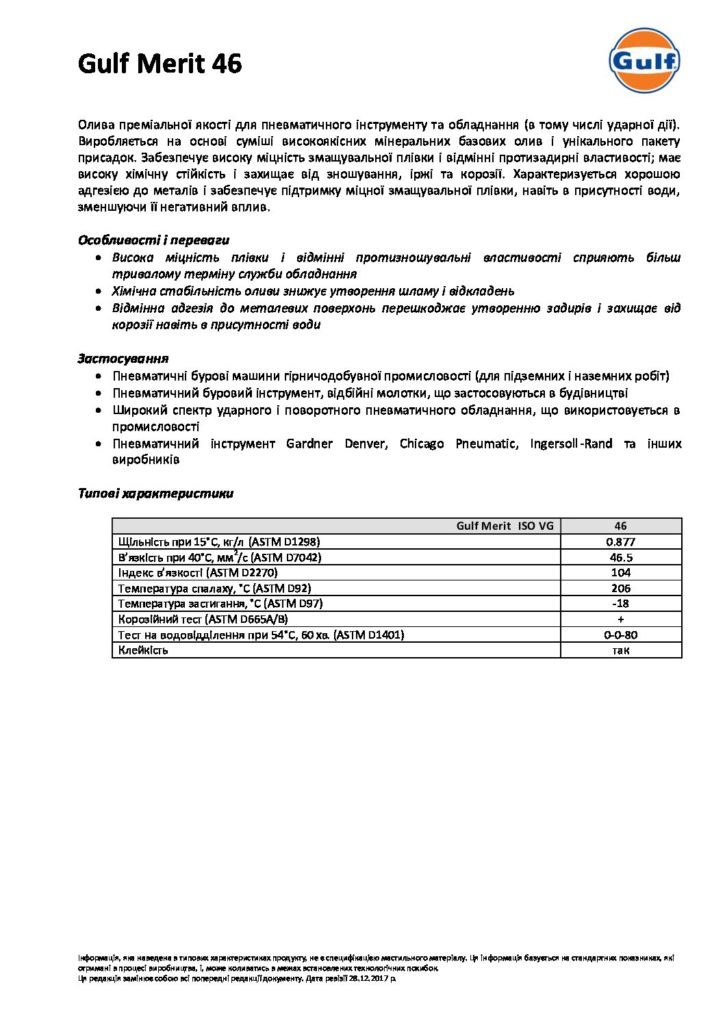 Gulf Merit 46
Gulf
Олива преміальної якості для пневматичного інструменту та обладнання (в тому числі ударної дії).
Виробляється на основі суміші високоякісних мінеральних базових олив і унікального пакету
присадок. Забезпечує високу міцність змащувальної плівки і відмінні протизадирні властивості; має
високу хімічну стійкість і захищає від зношування, іржі та корозії. Характеризується хорошою
адгезією до металів і забезпечує підтримку міцної змащувальної плівки, навіть в присутності води,
зменшуючи її негативний вплив.
Особливості і переваги
• Висока міцність плівки і відмінні протизношувальні властивості сприяють більш
тривалому терміну служби обладнання
• Хімічна стабільність оливи знижує утворення шламу і відкладень
• Відмінна адгезія до металевих поверхонь перешкоджає утворенню задирів і захищає від
корозії навіть в присутності води
Застосування
• Пневматичні бурові машини гірничодобувної промисловості (для підземних і наземних робіт)
• Пневматичний буровий інструмент, відбійні молотки, що застосовуються в будівництві
• Широкий спектр ударного і поворотного пневматичного обладнання, що використовується в
промисловості
• Пневматичний інструмент Gardner Denver, Chicago Pneumatic, Ingersoll-Rand та інших
виробників
Типові характеристики
Gulf Merit ISO VG 46
Щільність при 15°C, кг/л (ASTM D1298) 0.877
В'язкість при 40°C, мм²/с (ASTM D7042) 46.5
Індекс в'язкості (ASTM D2270) 104
Температура спалаху, °C (ASTM D92) 206
Температура застигання, °C (ASTM D97) -18
Корозійний тест (ASTM D665A/B) +
Тест на водовідділення при 54°C, 60 хв. (ASTM D1401) 0-0-80
Клейкість так
Інформація, яка наведена в типових характеристиках продукту, не є специфікацією мастильного матеріалу. Ця інформація базується на стандартних показниках, які
отримані в процесі виробництва, і, може коливатись в межах встановлених технологічних похибок.
Ця редакція замінює собою всі попередні редакції документу. Дата ревізії 28.12.2017 р.